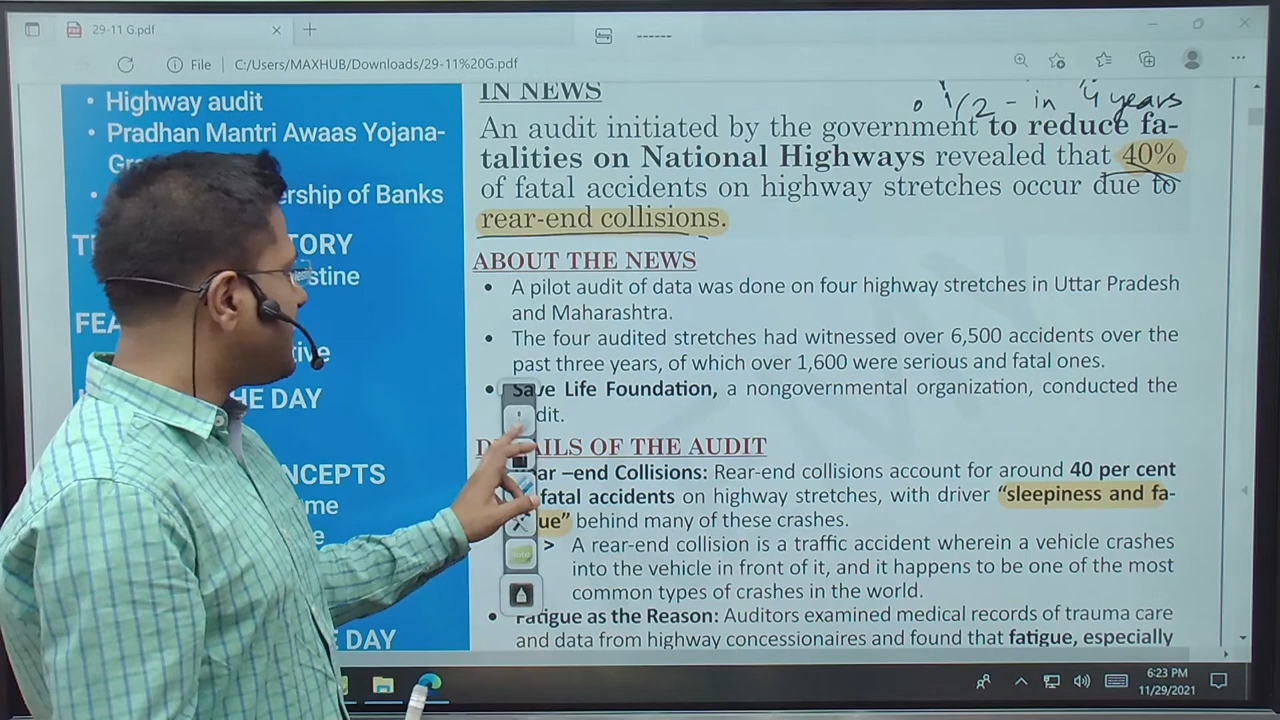 29-11 G.pdf
File
C:/Users/MAXHUB/Downloads/29-11%20G.pdf
• Highway audit
• Pradhan Mantri Awaas Yojana-
ership of Banks
ORY
stine
HE DAY
NCEPTS
DAY
IN NEWS
1/2 - in 4 years
An audit initiated by the government to reduce fa-
talities on National Highways revealed that 40%
of fatal accidents on highway stretches occur due to
rear-end collisions.
ABOUT THE NEWS
• A pilot audit of data was done on four highway stretches in Uttar Pradesh
and Maharashtra.
• The four audited stretches had witnessed over 6,500 accidents over the
past three years, of which over 1,600 were serious and fatal ones.
• Save Life Foundation, a nongovernmental organization, conducted the
dit.
D AILS OF THE AUDIT
ar –end Collisions: Rear-end collisions account for around 40 per cent
fatal accidents on highway stretches, with driver “sleepiness and fa-
ue” behind many of these crashes.
> A rear-end collision is a traffic accident wherein a vehicle crashes
into the vehicle in front of it, and it happens to be one of the most
common types of crashes in the world.
• Fatigue as the Reason: Auditors examined medical records of trauma care
and data from highway concessionaires and found that fatigue, especially
6:23 PM
11/29/2021